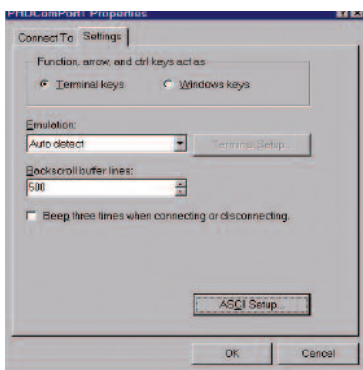 PHDComPort Properties
Connect To Settings
Function, arrow, and ctrl keys act as
Terminal keys Windows keys
Emulation:
Auto detect Terminal Setup...
Backscroll buffer lines:
500
Beep three times when connecting or disconnecting.
ASCII Setup...
OK Cancel